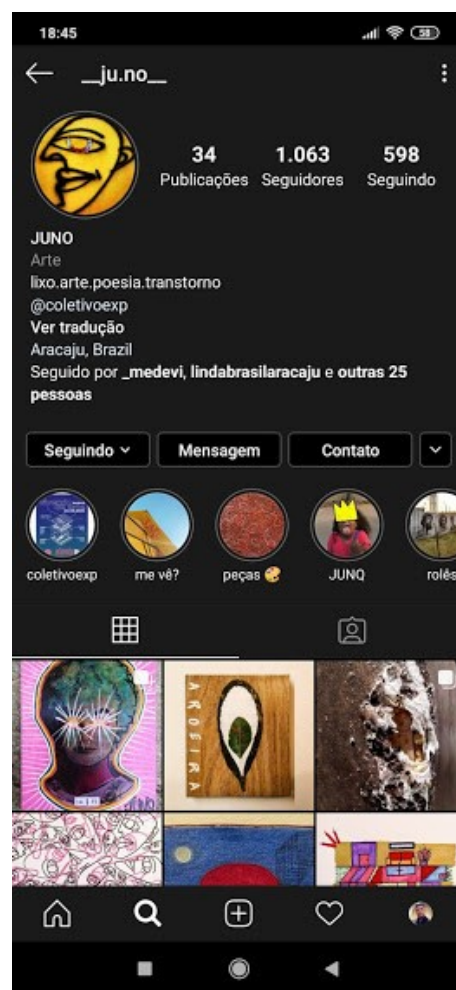 18:45
58
__ju.no__
34 1.063 598
Publicações Seguidores Seguindo
JUNO
Arte
lixo.arte.poesia.transtorno
@coletivoexp
Ver tradução
Aracaju, Brazil
Seguido por _medevi, lindabrasilaracaju e outras 25
pessoas
Seguindo Mensagem Contato
coletivoexp me vê? peças 🎨 JUNO rolês
AROEIRA